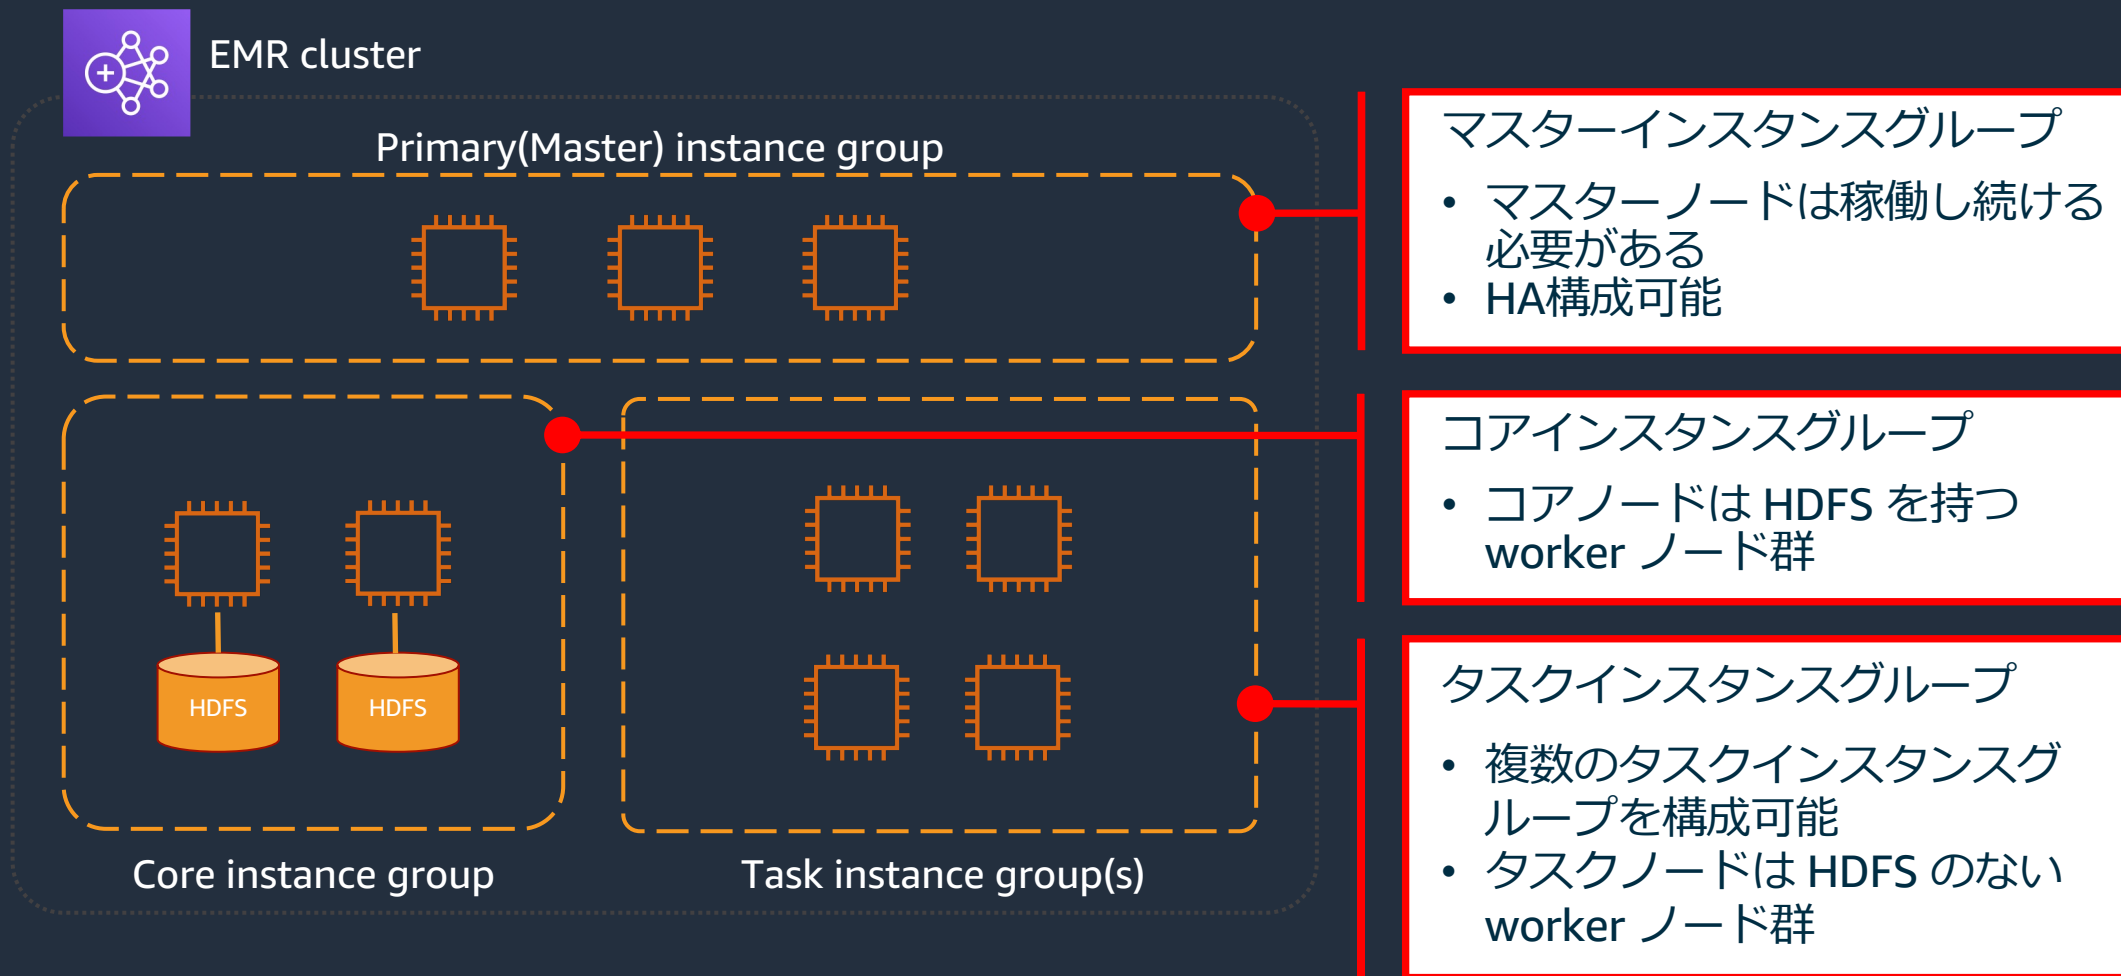 EMR cluster
Primary(Master) instance group
マスターインスタンスグループ
• マスターノードは稼働し続ける
必要がある
• HA構成可能
コアインスタンスグループ
• コアノードは HDFS を持つ
worker ノード群
HDFS
HDFS
Core instance group
Task instance group(s)
タスクインスタンスグループ
• 複数のタスクインスタンスグ
ループを構成可能
• タスクノードは HDFS のない
worker ノード群